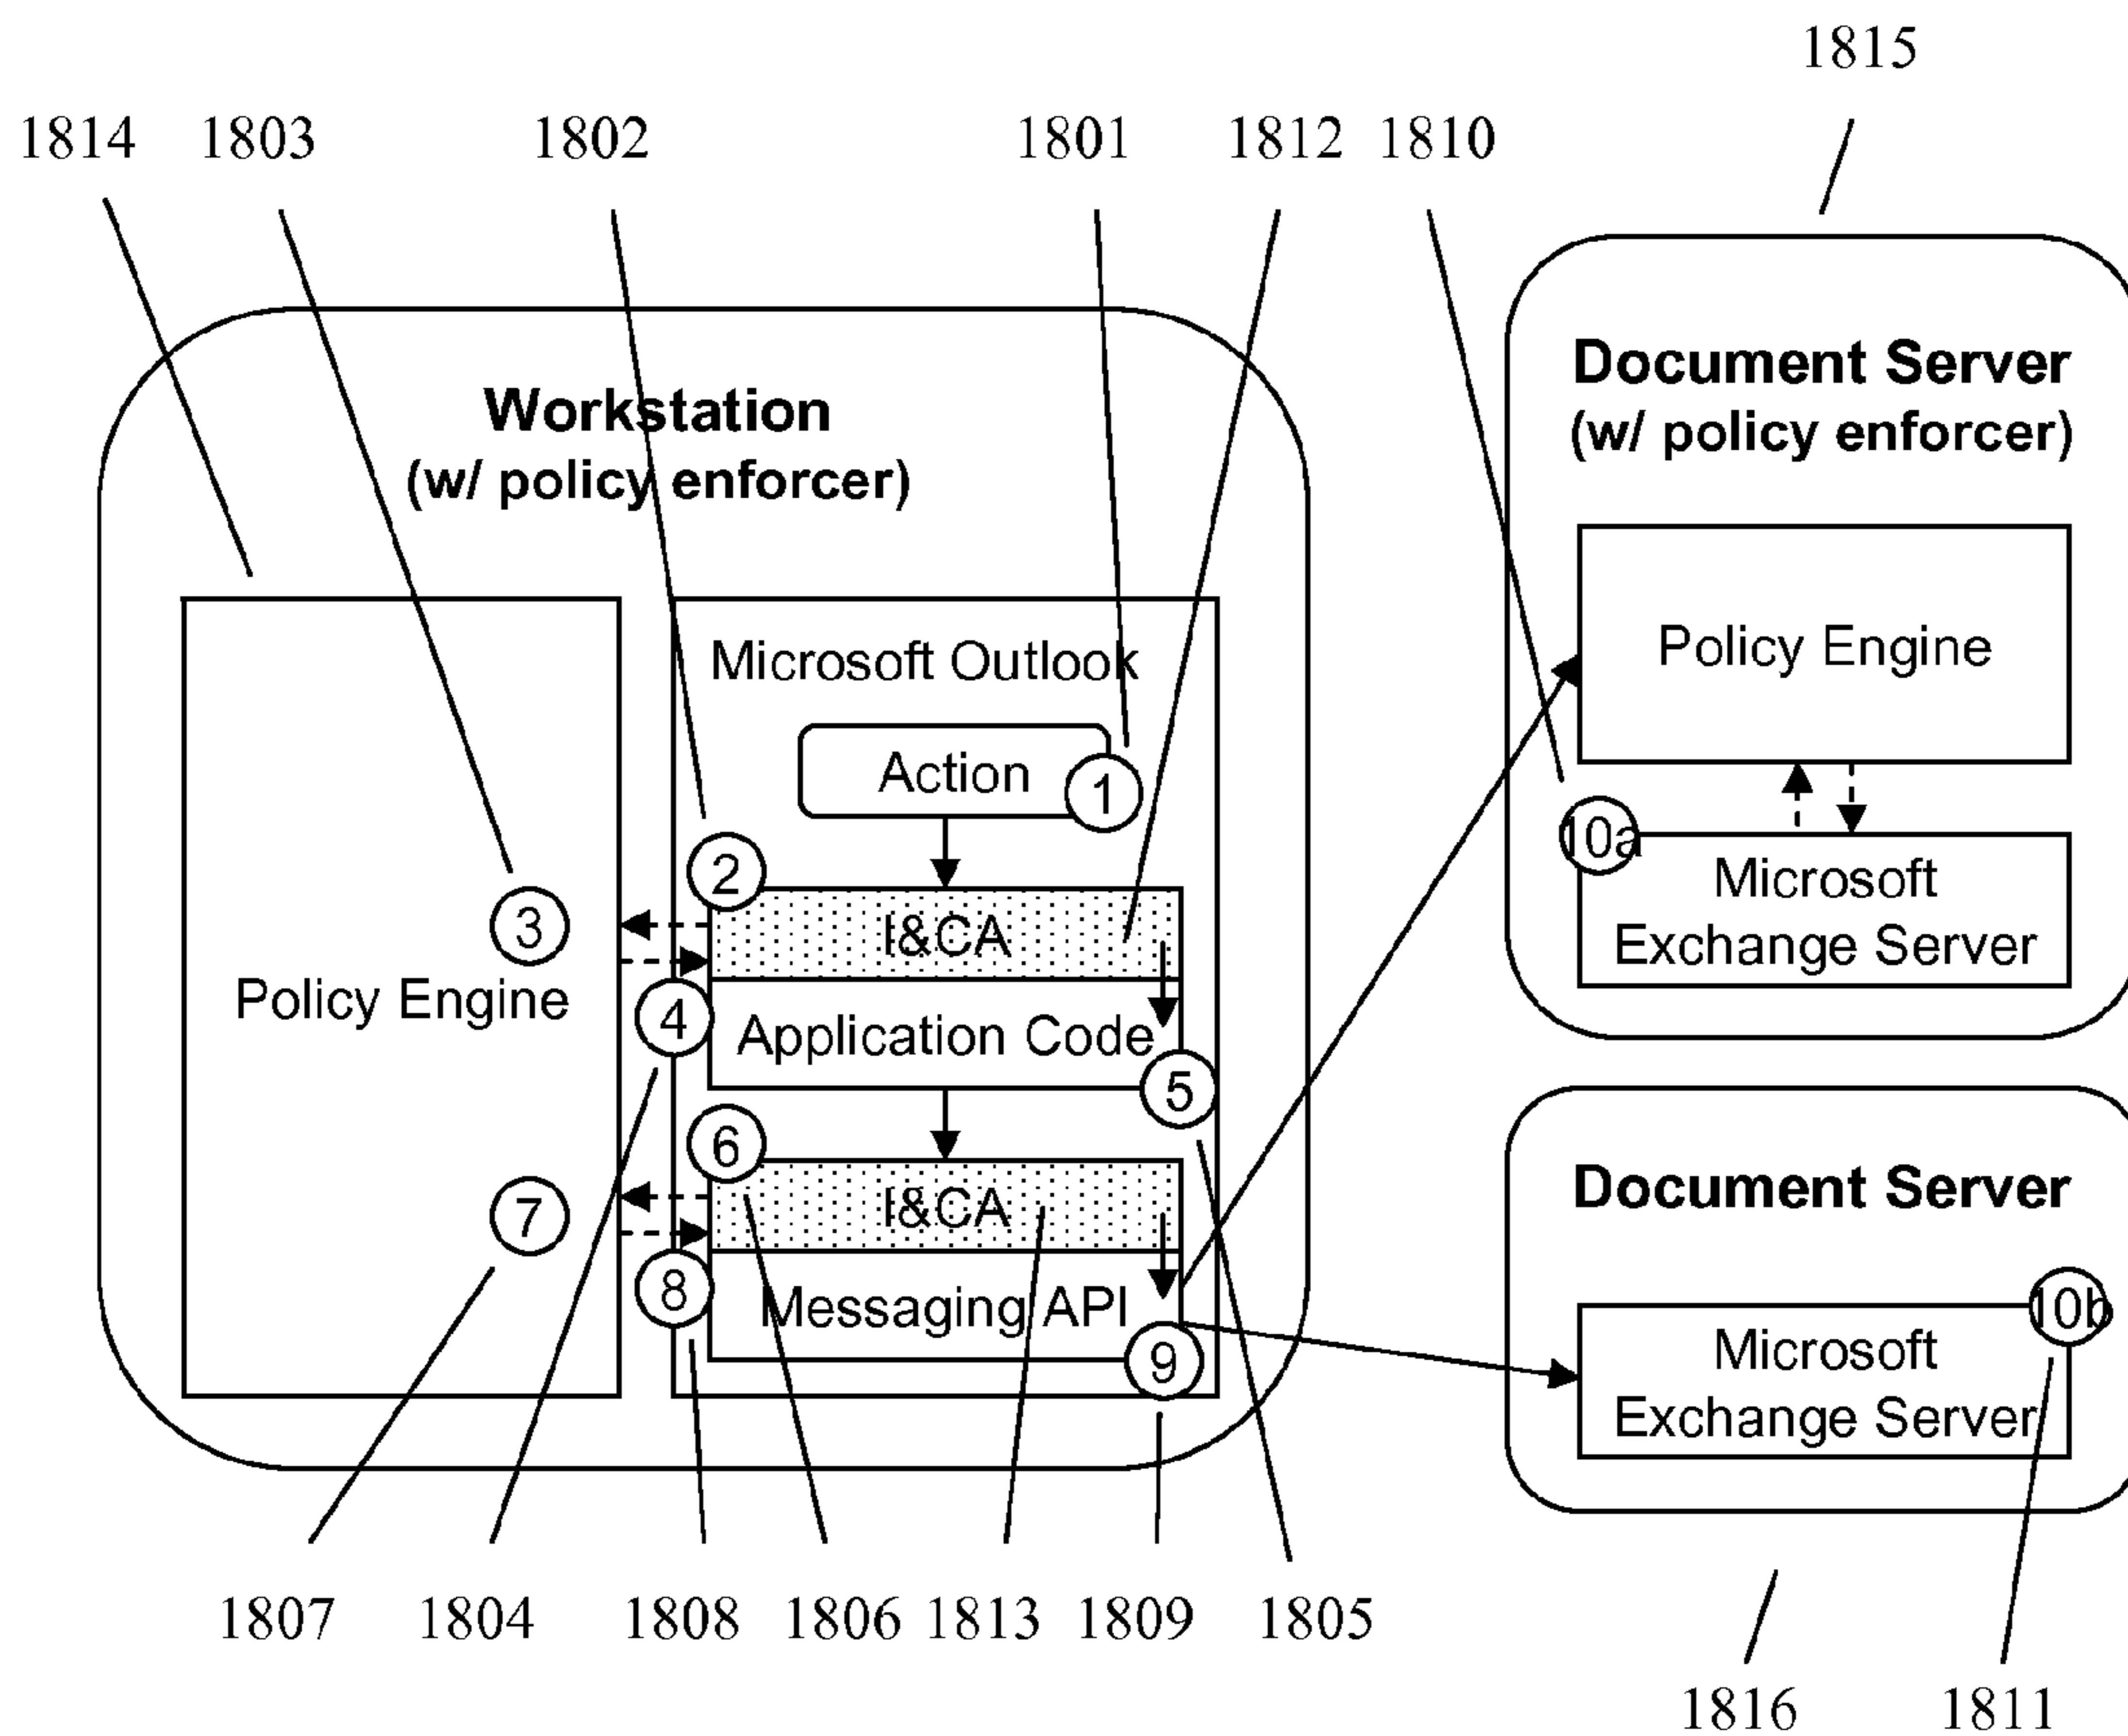 1815
1814 1803 1802 1801 1812 1810
Workstation
(w/ policy enforcer)
Policy Engine
3
7
Microsoft Outlook
Action
1
2
I&CA
4
Application Code
5
6
I&CA
8
Messaging API
9
Document Server
(w/ policy enforcer)
Policy Engine
10a
Microsoft
Exchange Server
Document Server
10b
Microsoft
Exchange Server
1807 1804 1808 1806 1813 1809 1805
1816 1811